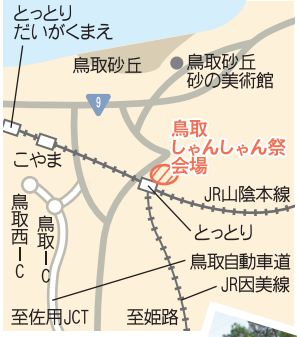 とっとり
だいがくまえ
鳥取砂丘
鳥取砂丘
砂の美術館
9
鳥取
しゃんしゃん祭
会場
こやま
JR山陰本線
とっとり
鳥取西IC
鳥取IC
鳥取自動車道
JR因美線
至佐用JCT
至姫路